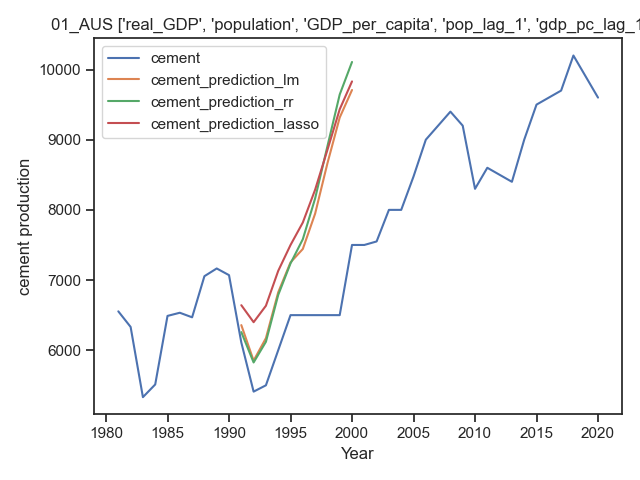 01_AUS ['real_GDP', 'population', 'GDP_per_capita', 'pop_lag_1', 'gdp_pc_lag_1
cement
cement_prediction_lm
cement_prediction_rr
cement_prediction_lasso
10000
9000
8000
7000
6000
cement production
1980 1985 1990 1995 2000 2005 2010 2015 2020
Year